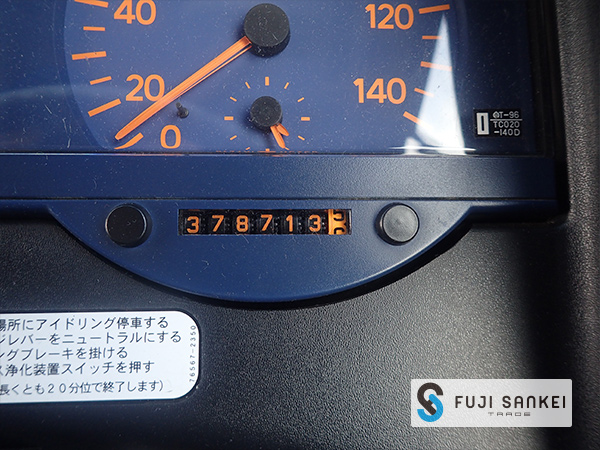 40
120
20
140
0
ⓂT-96
TC020
-140D
378713
場所にアイドリング停車する
ジレバーをニュートラルにする
ングブレーキを掛ける
ス浄化装置スイッチを押す
長くとも20分位で終了します)
76567-2350
FUJI SANKEI
TRADE